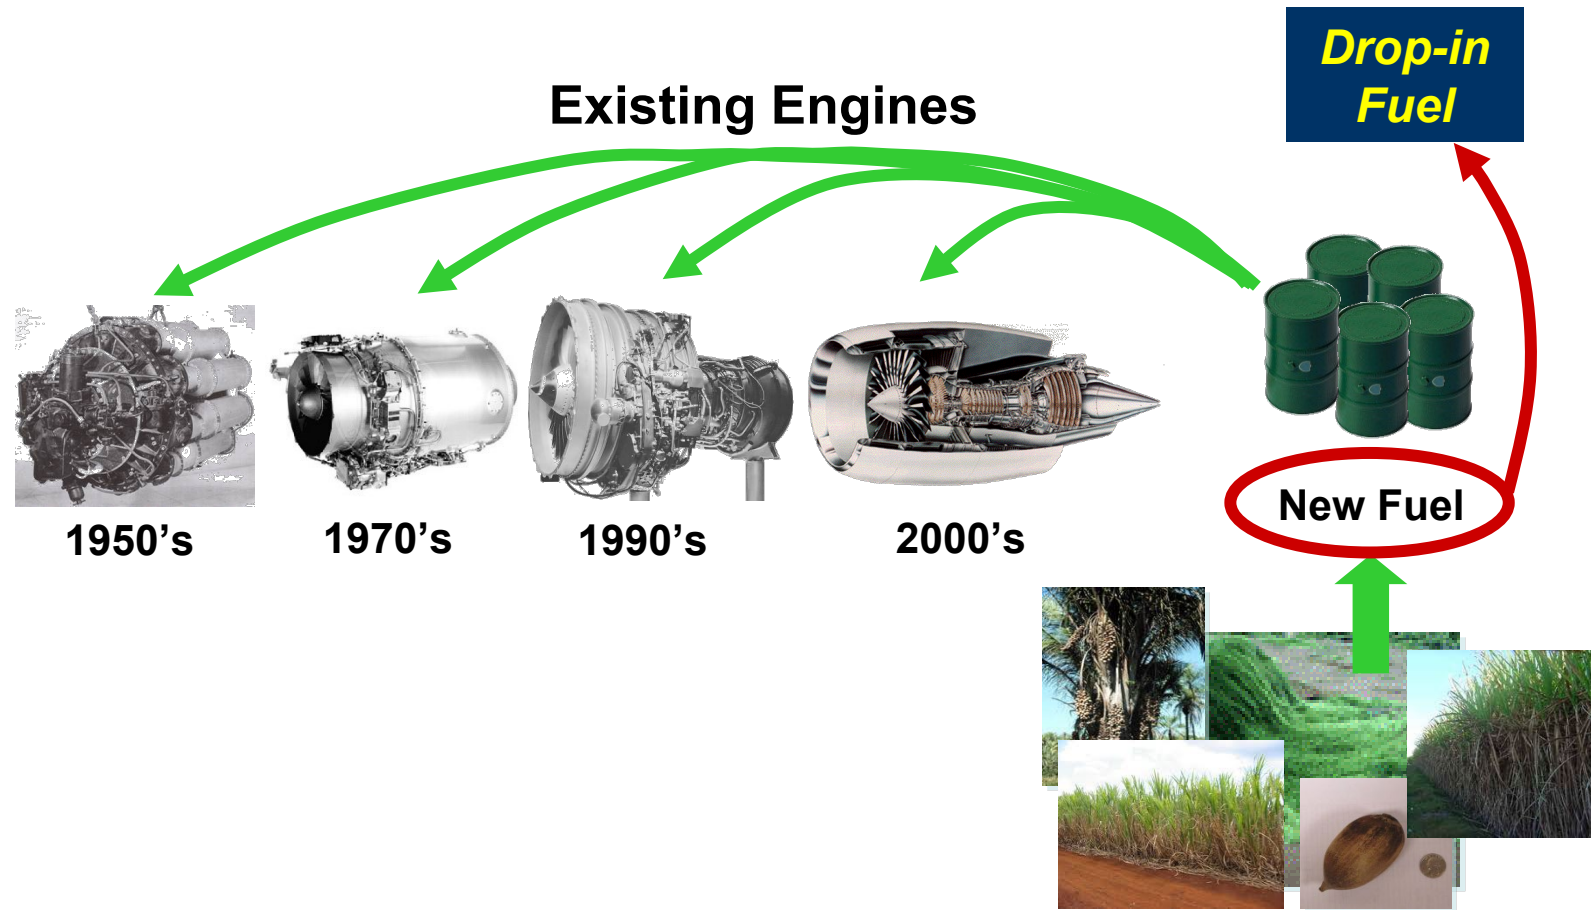 Drop-in
Fuel
Existing Engines
1950’s
1970’s
1990’s
2000’s
New Fuel